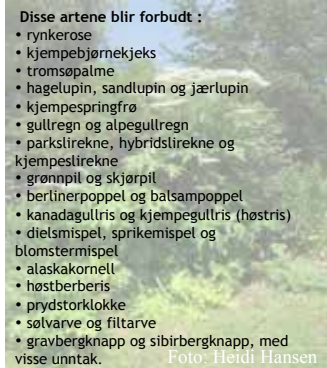 Disse artene blir forbudt :
• rynkerose
• kjempebjørnekjeks
• tromsøpalme
• hagelupin, sandlupin og jærlupin
• kjempespringfrø
• gullregn og alpegullregn
• parkslirekne, hybridslirekne og
kjempeslirekne
• grønnpil og skjørpil
• berlinerpoppel og balsampoppel
• kanadagullris og kjempegullris (høstris)
• dielsmispel, sprikemispel og
blomstermispel
• alaskakornell
• høstberberis
• prydstorklokke
• sølvarve og filtarve
• gravbergknapp og sibirbergknapp, med
visse unntak.
Foto: Heidi Hansen